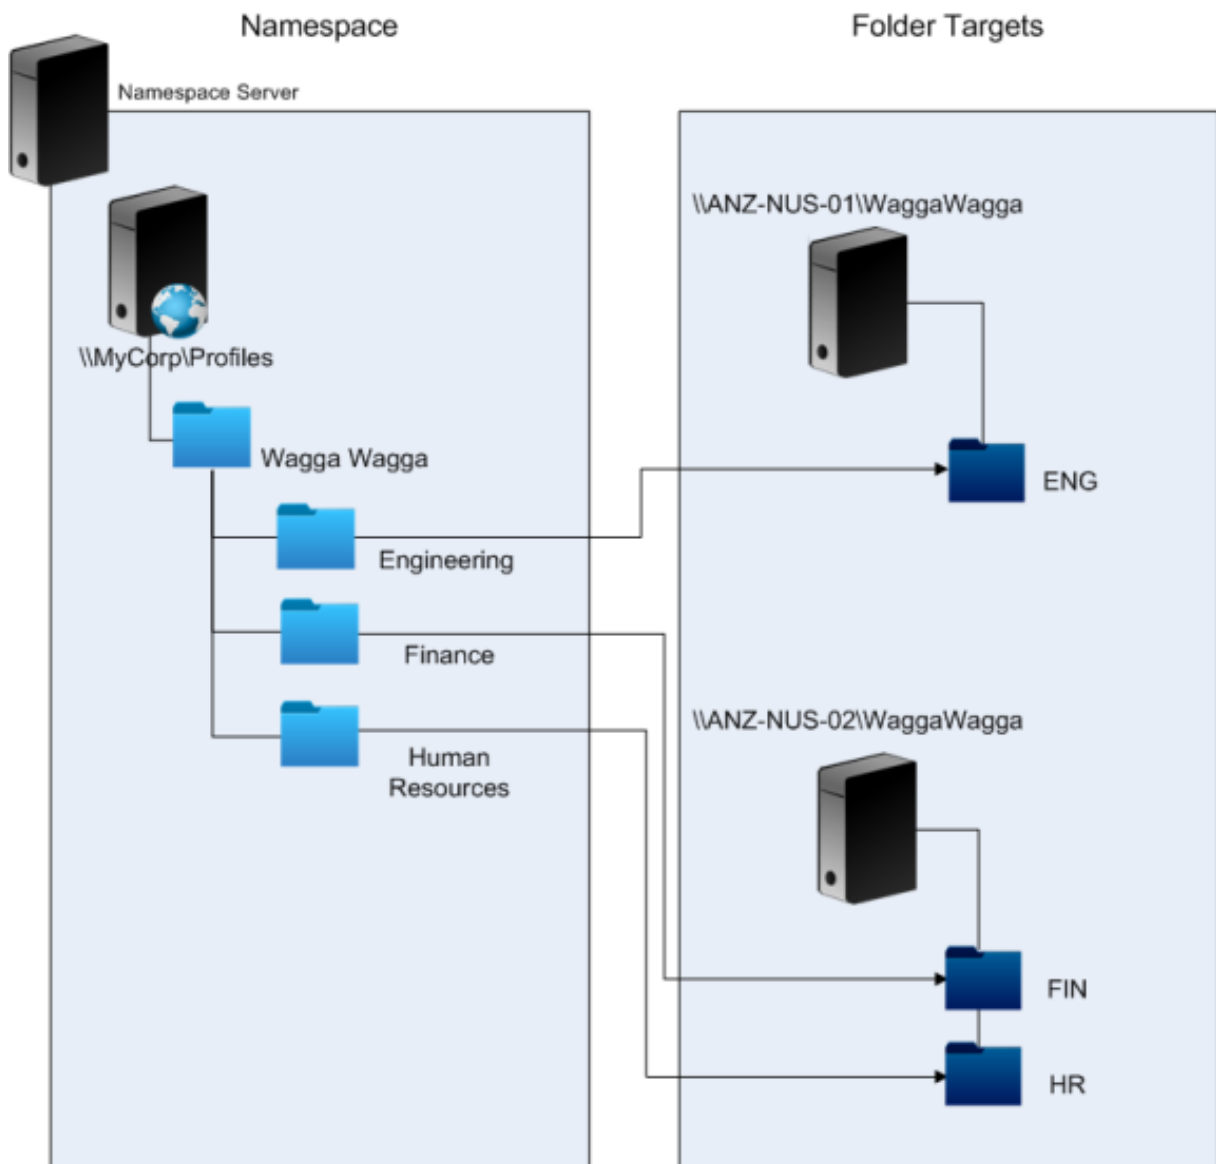 Namespace
Folder Targets
Namespace Server
\\MyCorp\Profiles
Wagga Wagga
Engineering
Finance
Human
Resources
\\ANZ-NUS-01\WaggaWagga
ENG
\\ANZ-NUS-02\WaggaWagga
FIN
HR